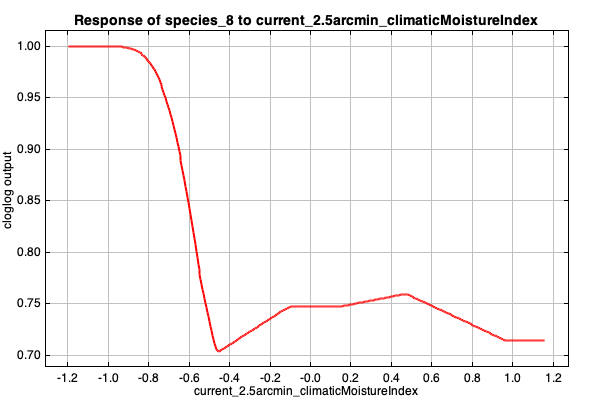 Response of species_8 to current_2.5arcmin_climaticMoistureIndex
1.00
0.95
0.90
0.85
0.80
0.75
0.70
cloglog output
-1.2 -1.0 -0.8 -0.6 -0.4 -0.2 -0.0 0.2 0.4 0.6 0.8 1.0 1.2
current_2.5arcmin_climaticMoistureIndex